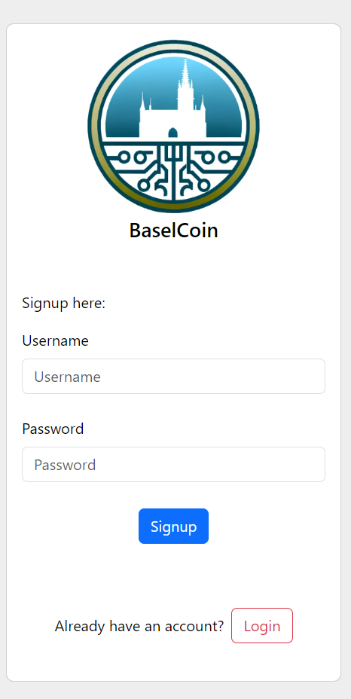 BaselCoin
Signup here:
Username
Username
Password
Password
Signup
Already have an account? Login